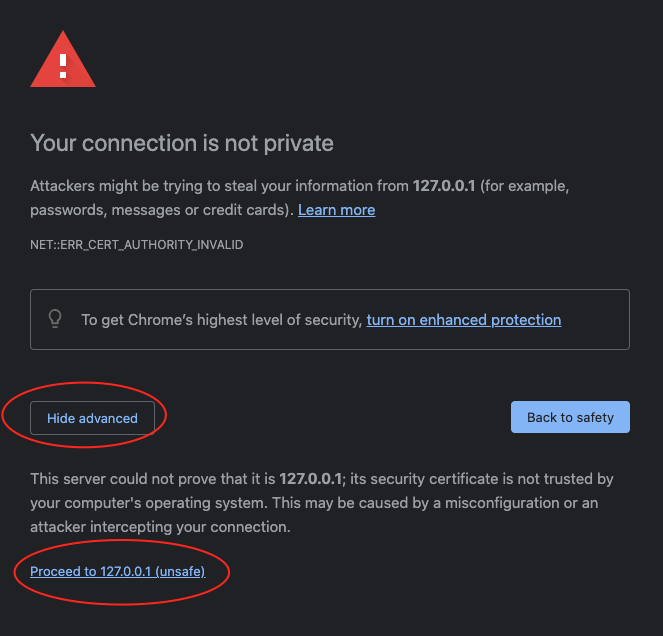 Your connection is not private
Attackers might be trying to steal your information from 127.0.0.1 (for example,
passwords, messages or credit cards). Learn more
NET::ERR_CERT_AUTHORITY_INVALID
To get Chrome’s highest level of security, turn on enhanced protection
Hide advanced
Back to safety
This server could not prove that it is 127.0.0.1; its security certificate is not trusted by
your computer's operating system. This may be caused by a misconfiguration or an
attacker intercepting your connection.
Proceed to 127.0.0.1 (unsafe)